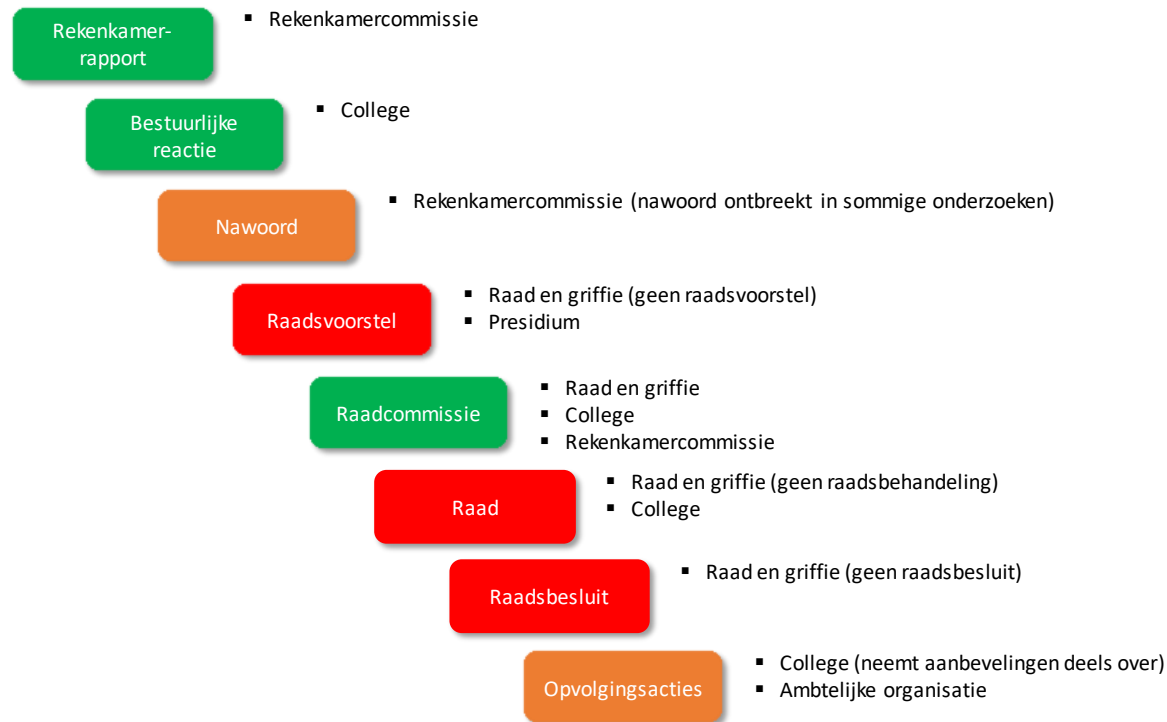 Rekenkamer-
rapport
▪ Rekenkamercommissie
Bestuurlijke
reactie
▪ College
Nawoord
▪ Rekenkamercommissie (nawoord ontbreekt in sommige onderzoeken)
Raadsvoorstel
▪ Raad en griffie (geen raadsvoorstel)
▪ Presidium
Raadcommissie
▪ Raad en griffie
▪ College
▪ Rekenkamercommissie
Raad
▪ Raad en griffie (geen raadsbehandeling)
▪ College
Raadsbesluit
▪ Raad en griffie (geen raadsbesluit)
Opvolgingsacties
▪ College (neemt aanbevelingen deels over)
▪ Ambtelijke organisatie